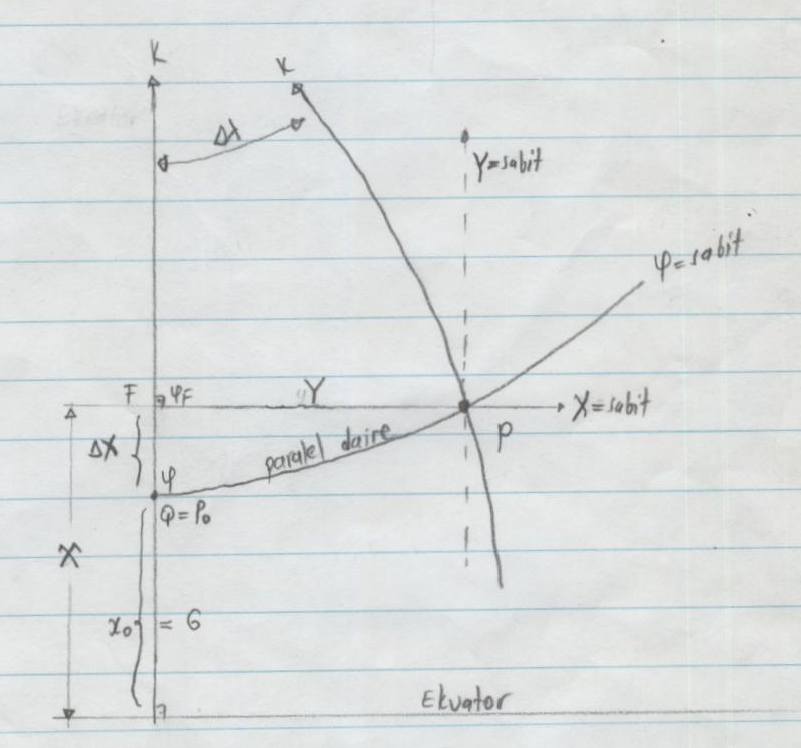 K
K
Δλ
Y=sabit
φ=sabit
F
φF
Y
X=sabit
ΔX
paralel daire
P
φ
Q=P₀
X
x₀
= G
Ekvator